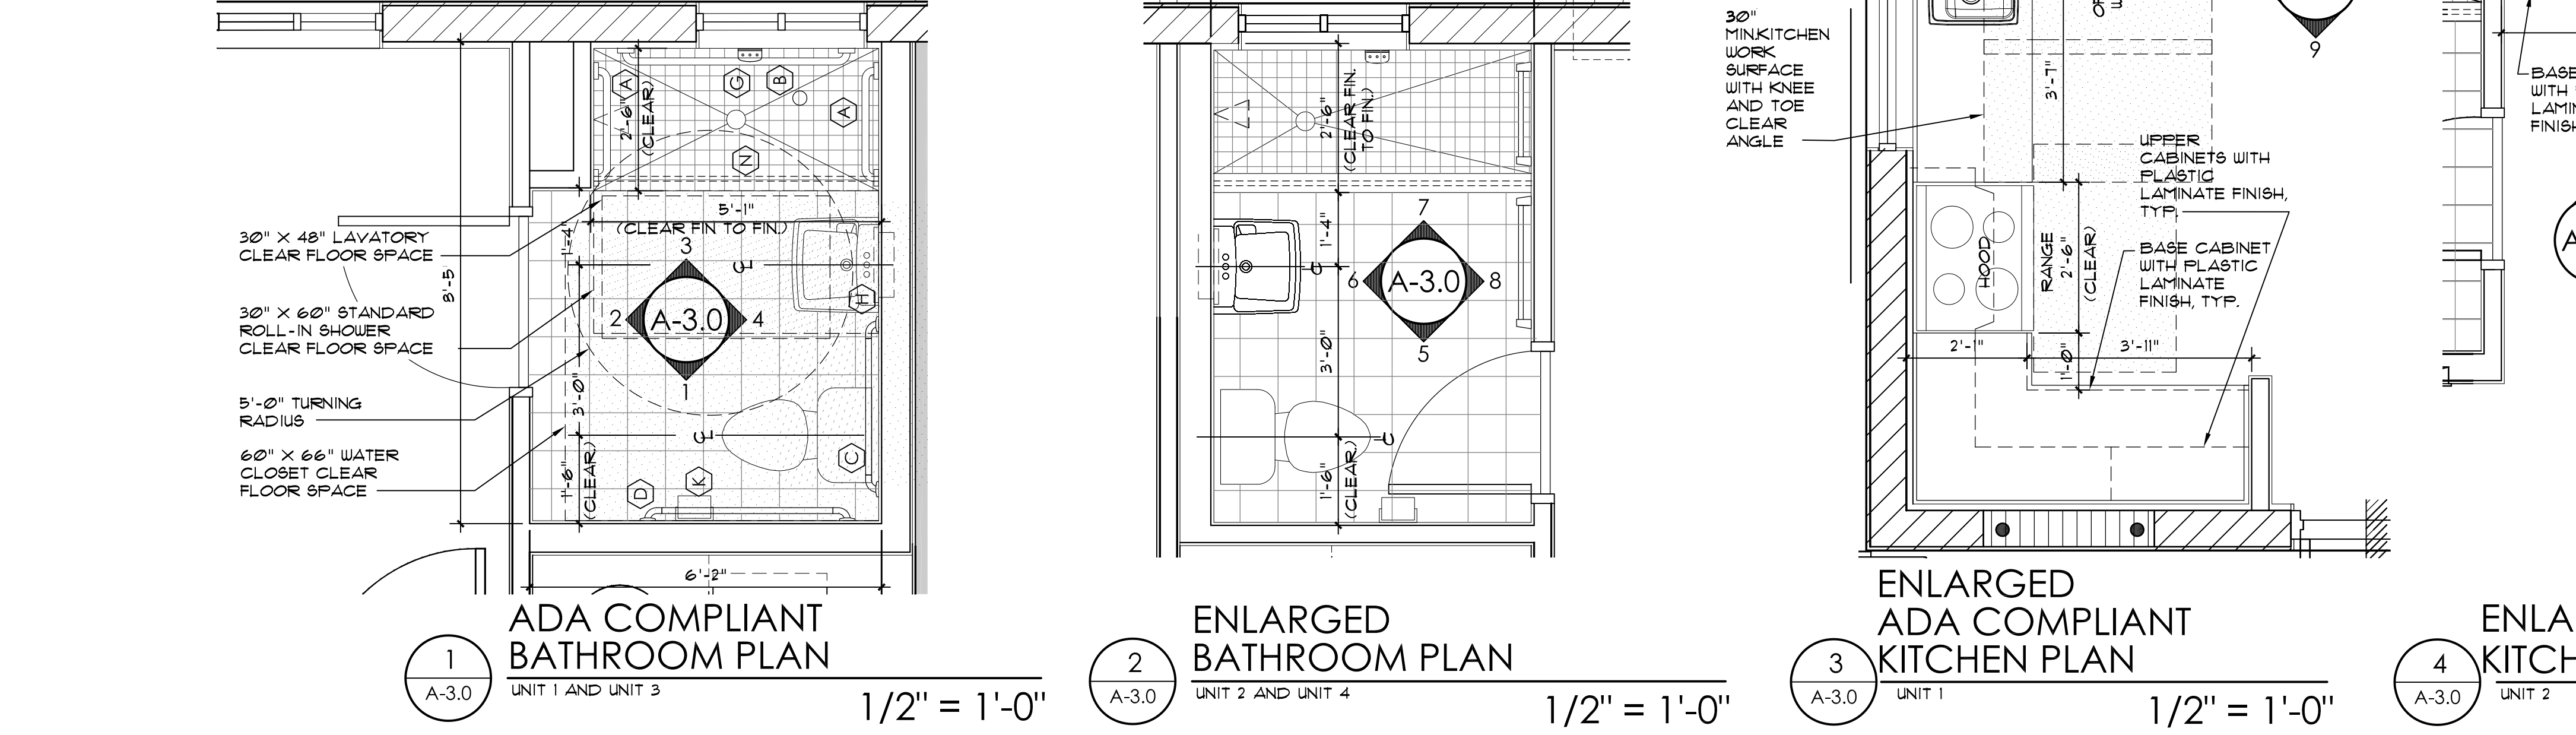 A
G
B
A
2'-6"
(CLEAR)
N
5'-1"
(CLEAR FIN TO FIN.)
30" X 48" LAVATORY
CLEAR FLOOR SPACE
30" X 60" STANDARD
ROLL-IN SHOWER
CLEAR FLOOR SPACE
5'-0" TURNING
RADIUS
60" X 66" WATER
CLOSET CLEAR
FLOOR SPACE
8'-5
1'-4
3'-0"
1'-6"
(CLEAR)
3
2
A-3.0
4
1
H
C
D
K
6'-2"
1
A-3.0
ADA COMPLIANT
BATHROOM PLAN
UNIT 1 AND UNIT 3
1/2" = 1'-0"
2'-6"
(CLEAR FIN.
TO FIN.)
1'-4"
3'-0"
1'-6"
(CLEAR)
7
6
A-3.0
8
5
2
A-3.0
ENLARGED
BATHROOM PLAN
UNIT 2 AND UNIT 4
1/2" = 1'-0"
30"
MIN.KITCHEN
WORK
SURFACE
WITH KNEE
AND TOE
CLEAR
ANGLE
9
3'-7"
UPPER
CABINETS WITH
PLASTIC
LAMINATE FINISH,
TYP.
BASE CABINET
WITH PLASTIC
LAMINATE
FINISH, TYP.
HOOD
RANGE
2'-6"
(CLEAR)
2'-1"
1'-0"
3'-11"
3
A-3.0
ENLARGED
ADA COMPLIANT
KITCHEN PLAN
UNIT 1
1/2" = 1'-0"
BASE
WITH
LAMIN
FINISH
A
4
A-3.0
ENLA
KITCH
UNIT 2